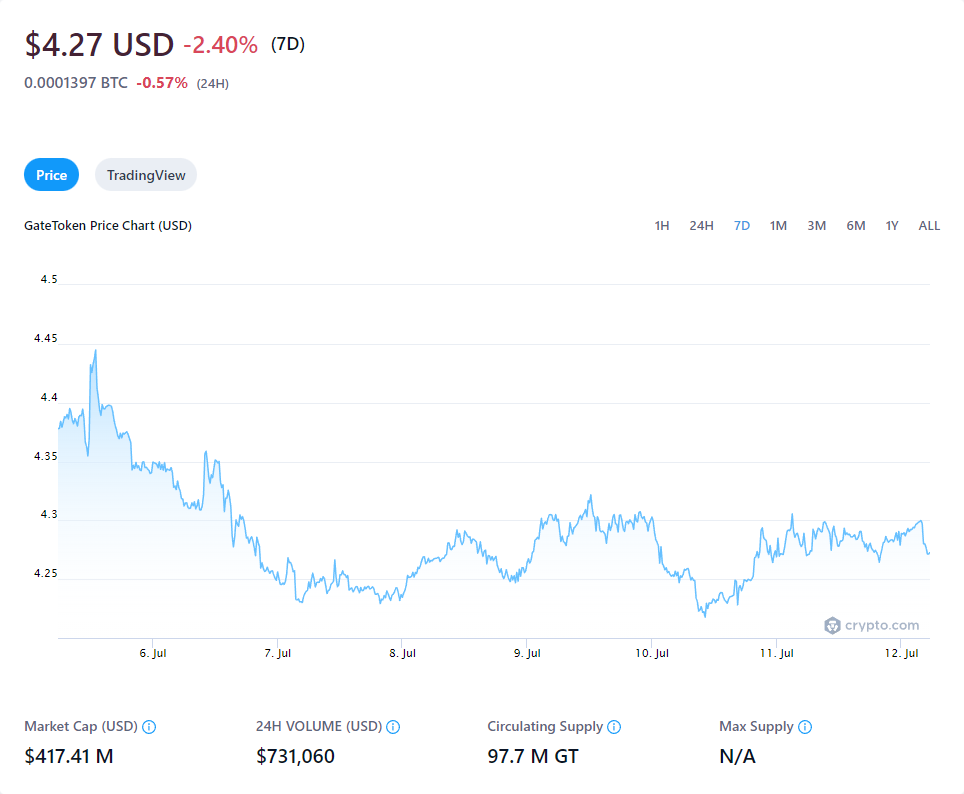 $4.27 USD -2.40% (7D)
0.0001397 BTC -0.57% (24H)
Price TradingView
GateToken Price Chart (USD) 1H 24H 7D 1M 3M 6M 1Y ALL
4.5
4.45
4.4
4.35
4.3
4.25
crypto.com
6. Jul 7. Jul 8. Jul 9. Jul 10. Jul 11. Jul 12. Jul
Market Cap (USD) 24H VOLUME (USD) Circulating Supply Max Supply
$417.41 M $731,060 97.7 M GT N/A